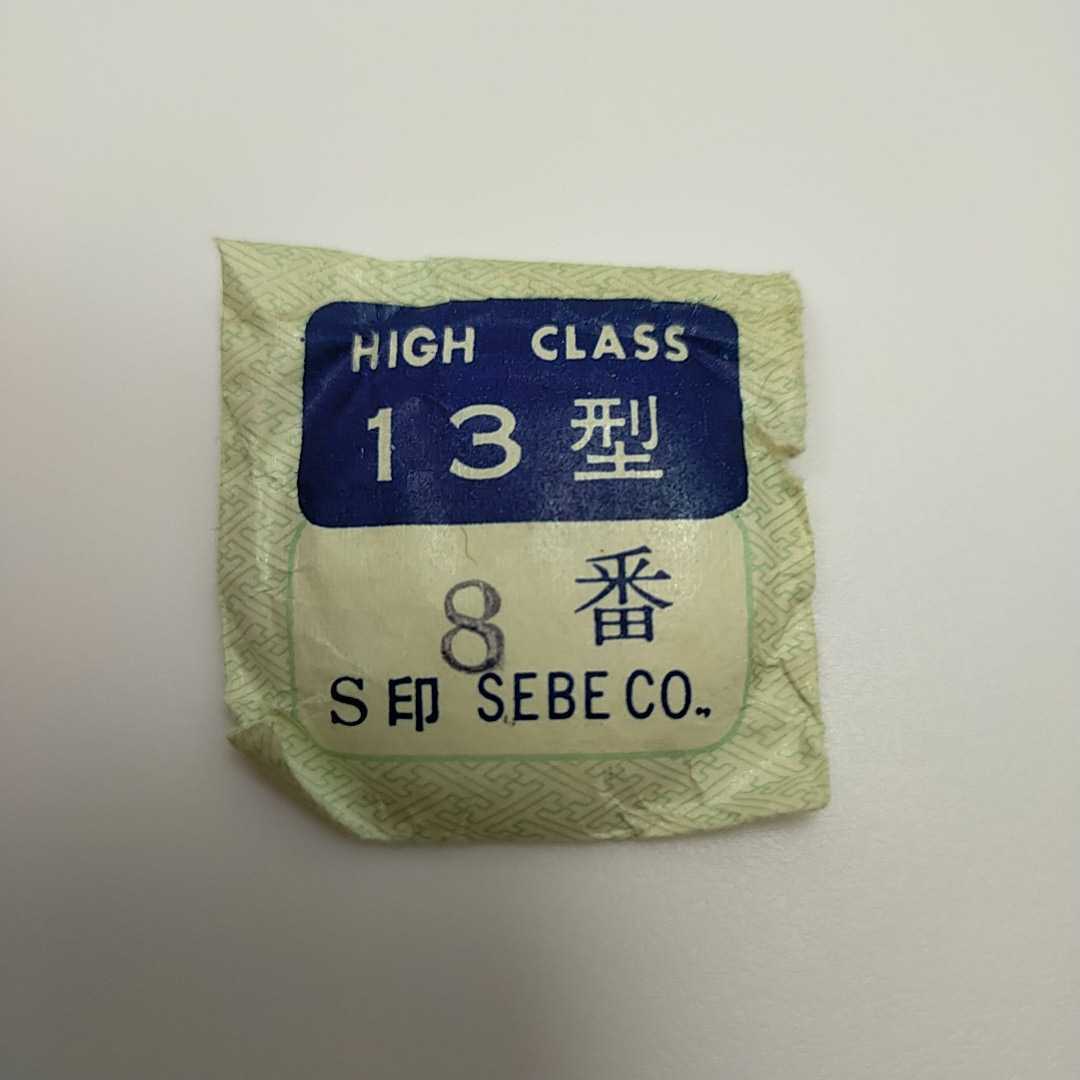 HIGH CLASS
13型
8番
S印 SEBE CO.,